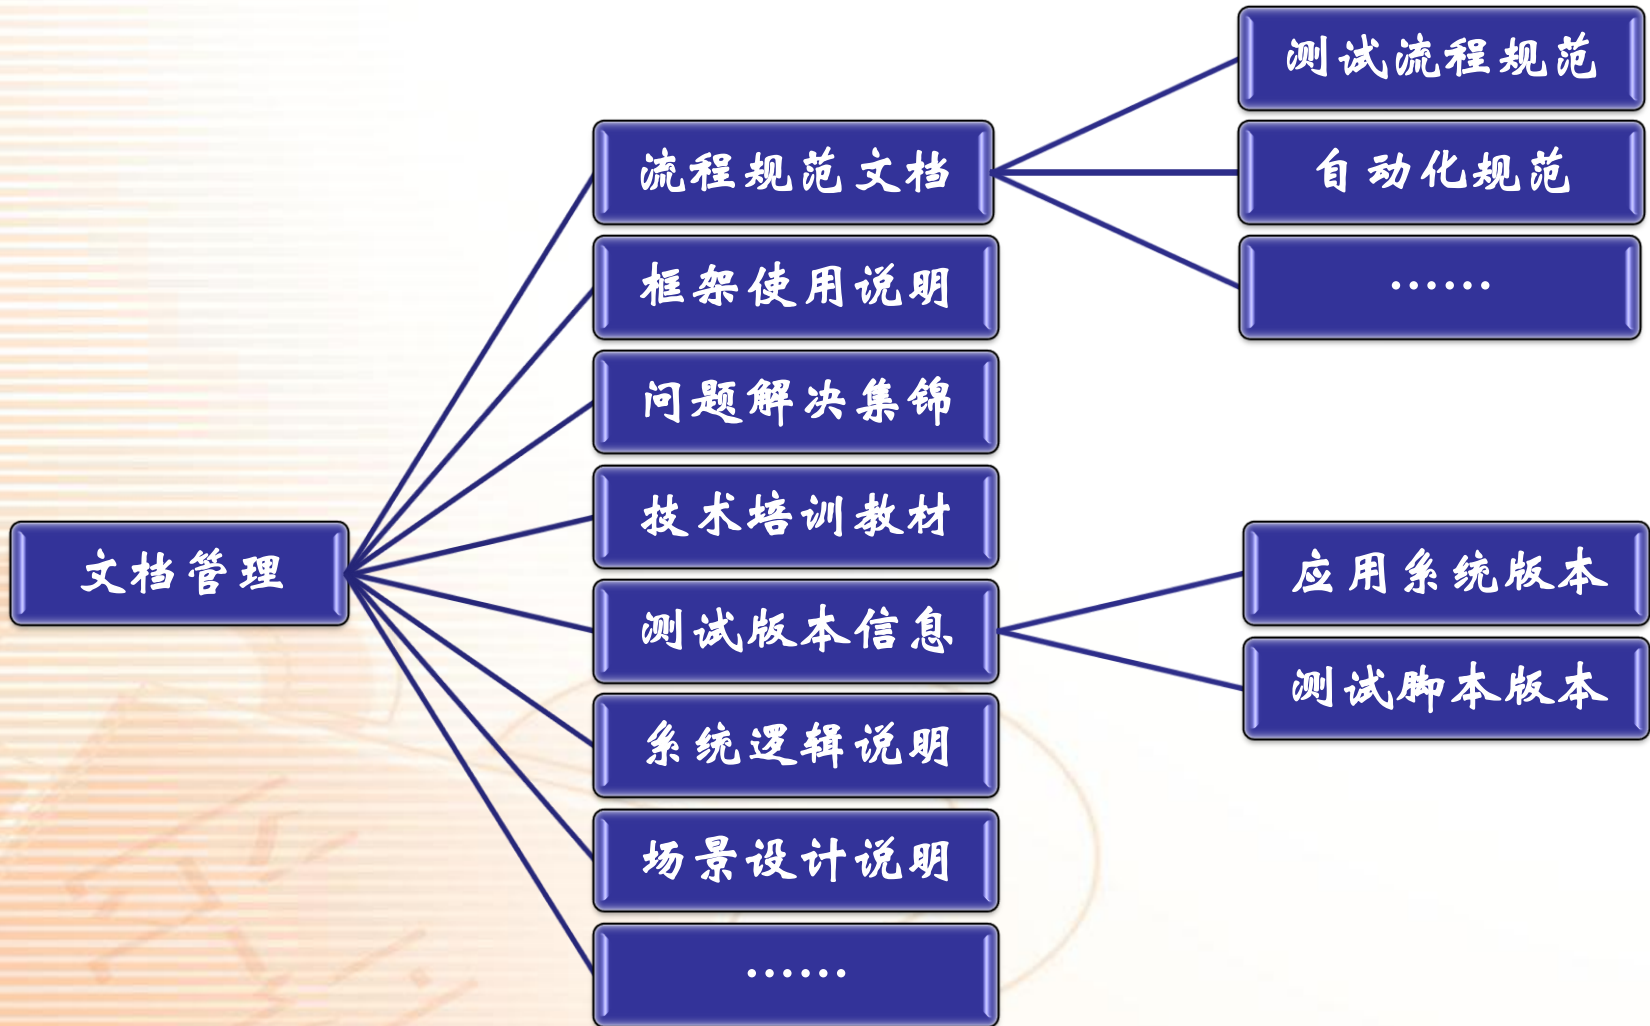 文档管理
流程规范文档
框架使用说明
问题解决集锦
技术培训教材
测试版本信息
系统逻辑说明
场景设计说明
……
测试流程规范
自动化规范
……
应用系统版本
测试脚本版本